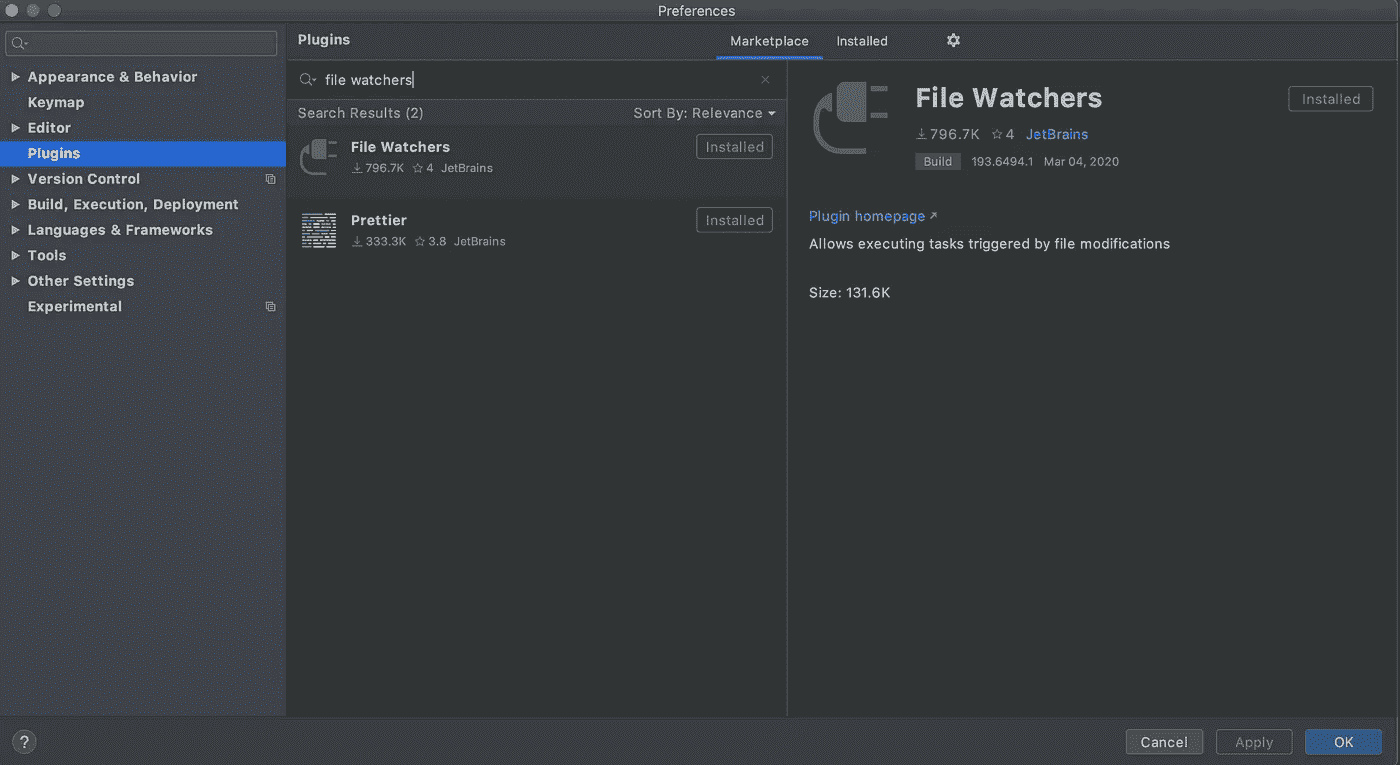 Preferences
Appearance & Behavior
Keymap
Editor
Plugins
Version Control
Build, Execution, Deployment
Languages & Frameworks
Tools
Other Settings
Experimental
Plugins
Marketplace
Installed
file watchers
Search Results (2)
Sort By: Relevance
File Watchers
Installed
796.7K 4 JetBrains
Prettier
Installed
333.3K 3.8 JetBrains
File Watchers
Installed
796.7K 4 JetBrains
Build 193.6494.1 Mar 04, 2020
Plugin homepage
Allows executing tasks triggered by file modifications
Size: 131.6K
?
Cancel
Apply
OK